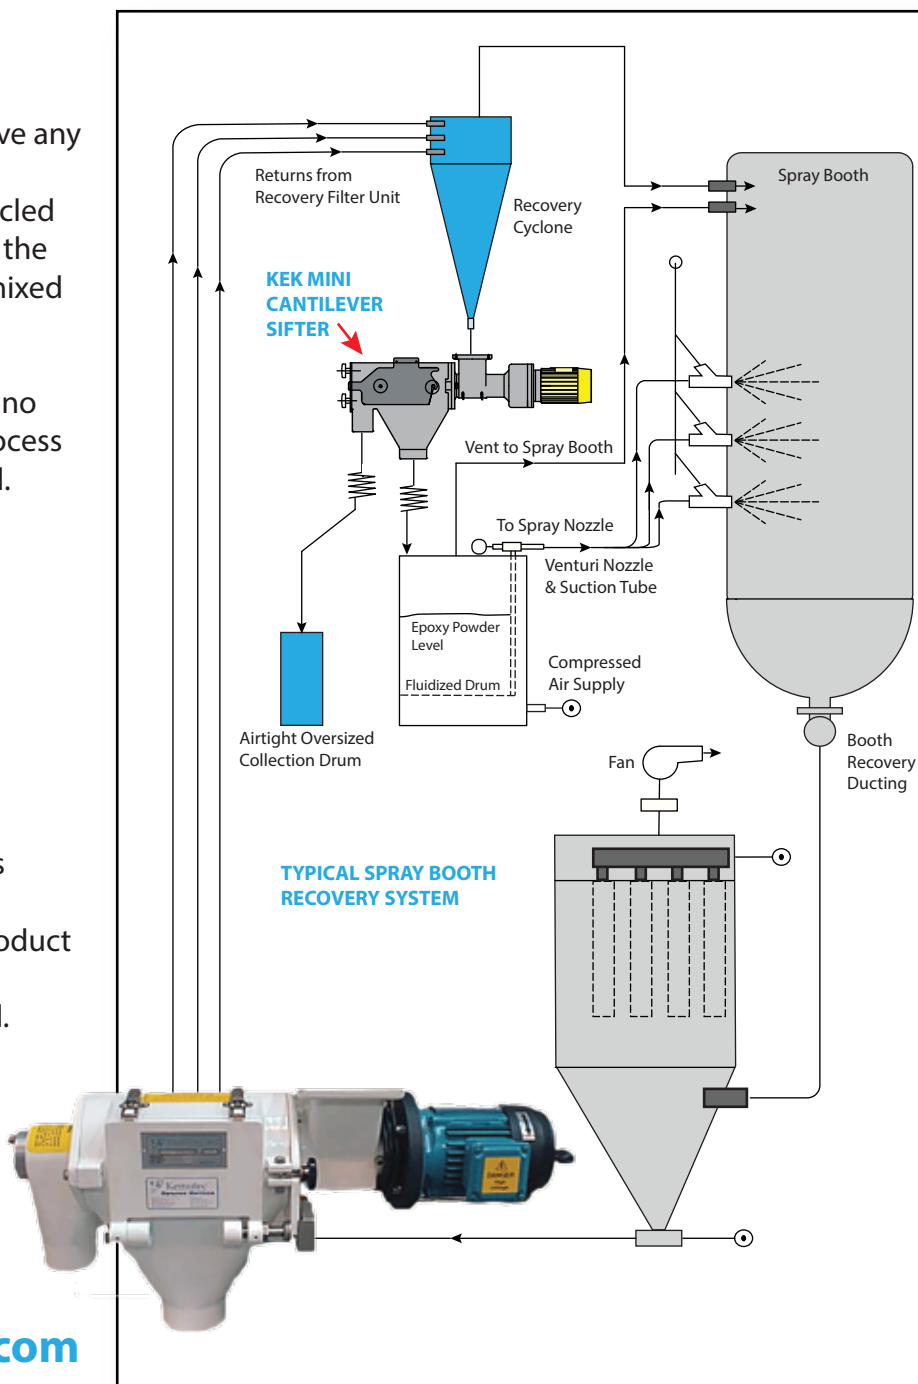 ve any
cled
the
nixed
no
ocess
l.
s
oduct
l.
com
Returns from
Recovery Filter Unit
Recovery
Cyclone
Spray Booth
KEK MINI
CANTILEVER
SIFTER
Vent to Spray Booth
To Spray Nozzle
Venturi Nozzle
& Suction Tube
Epoxy Powder
Level
Fluidized Drum
Compressed
Air Supply
Airtight Oversized
Collection Drum
Fan
Booth
Recovery
Ducting
TYPICAL SPRAY BOOTH
RECOVERY SYSTEM
DANGER